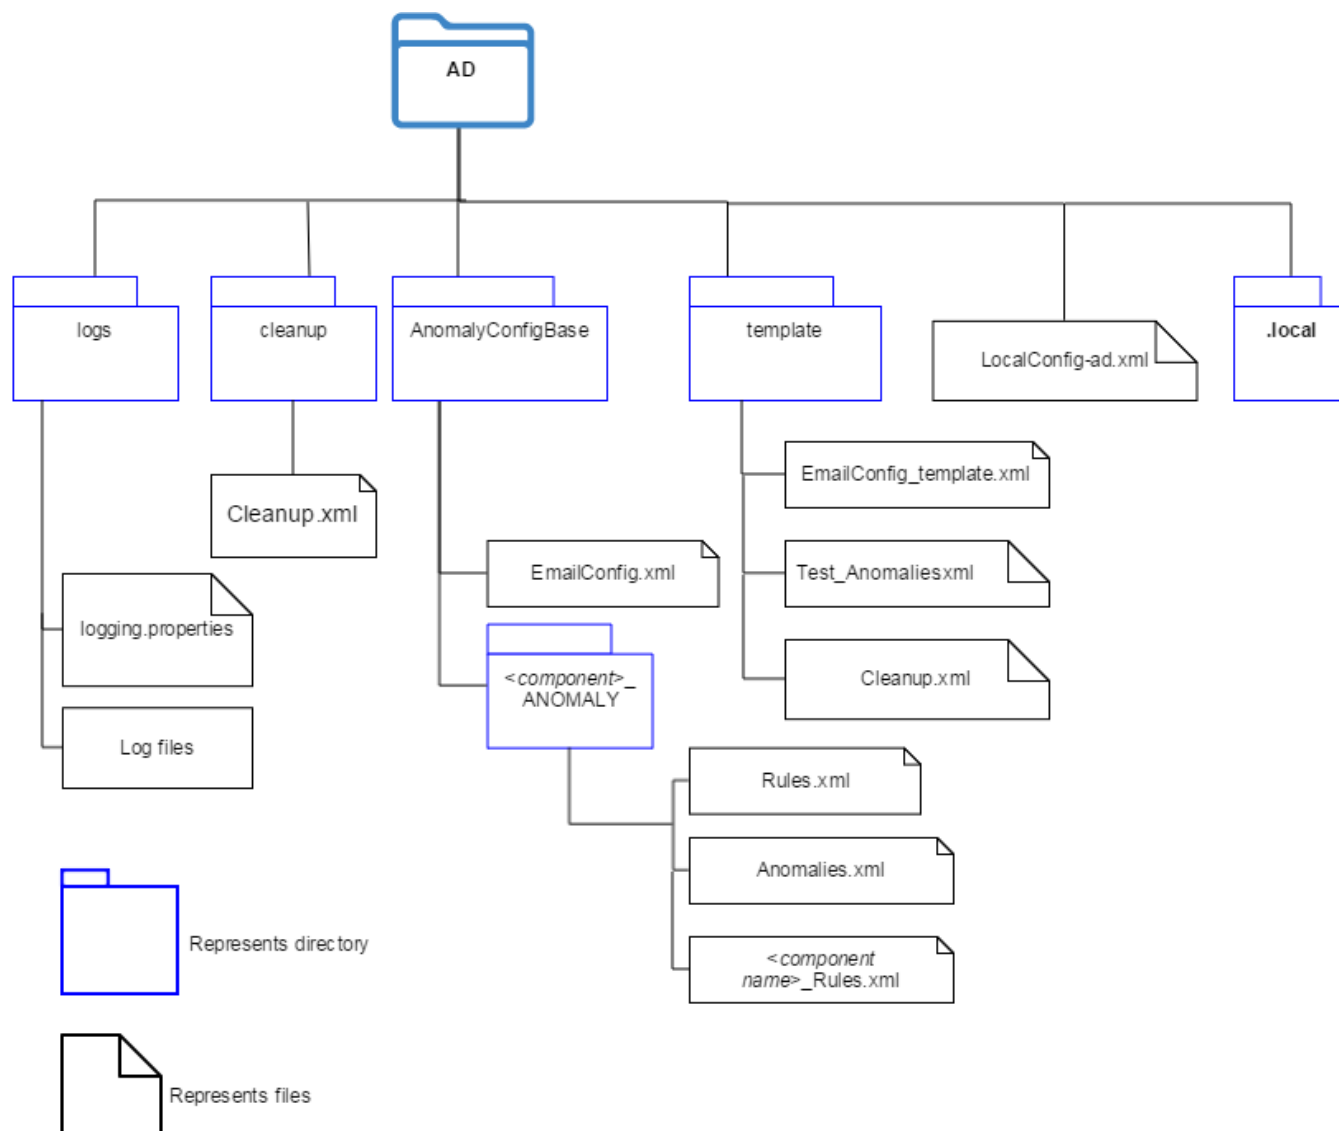 AD
logs
cleanup
AnomalyConfigBase
template
LocalConfig-ad.xml
.local
Cleanup.xml
EmailConfig_template.xml
EmailConfig.xml
Test_Anomaliesxml
logging.properties
<component>_
ANOMALY
Cleanup.xml
Log files
Rules.xml
Anomalies.xml
<component
name>_Rules.xml
Represents directory
Represents files